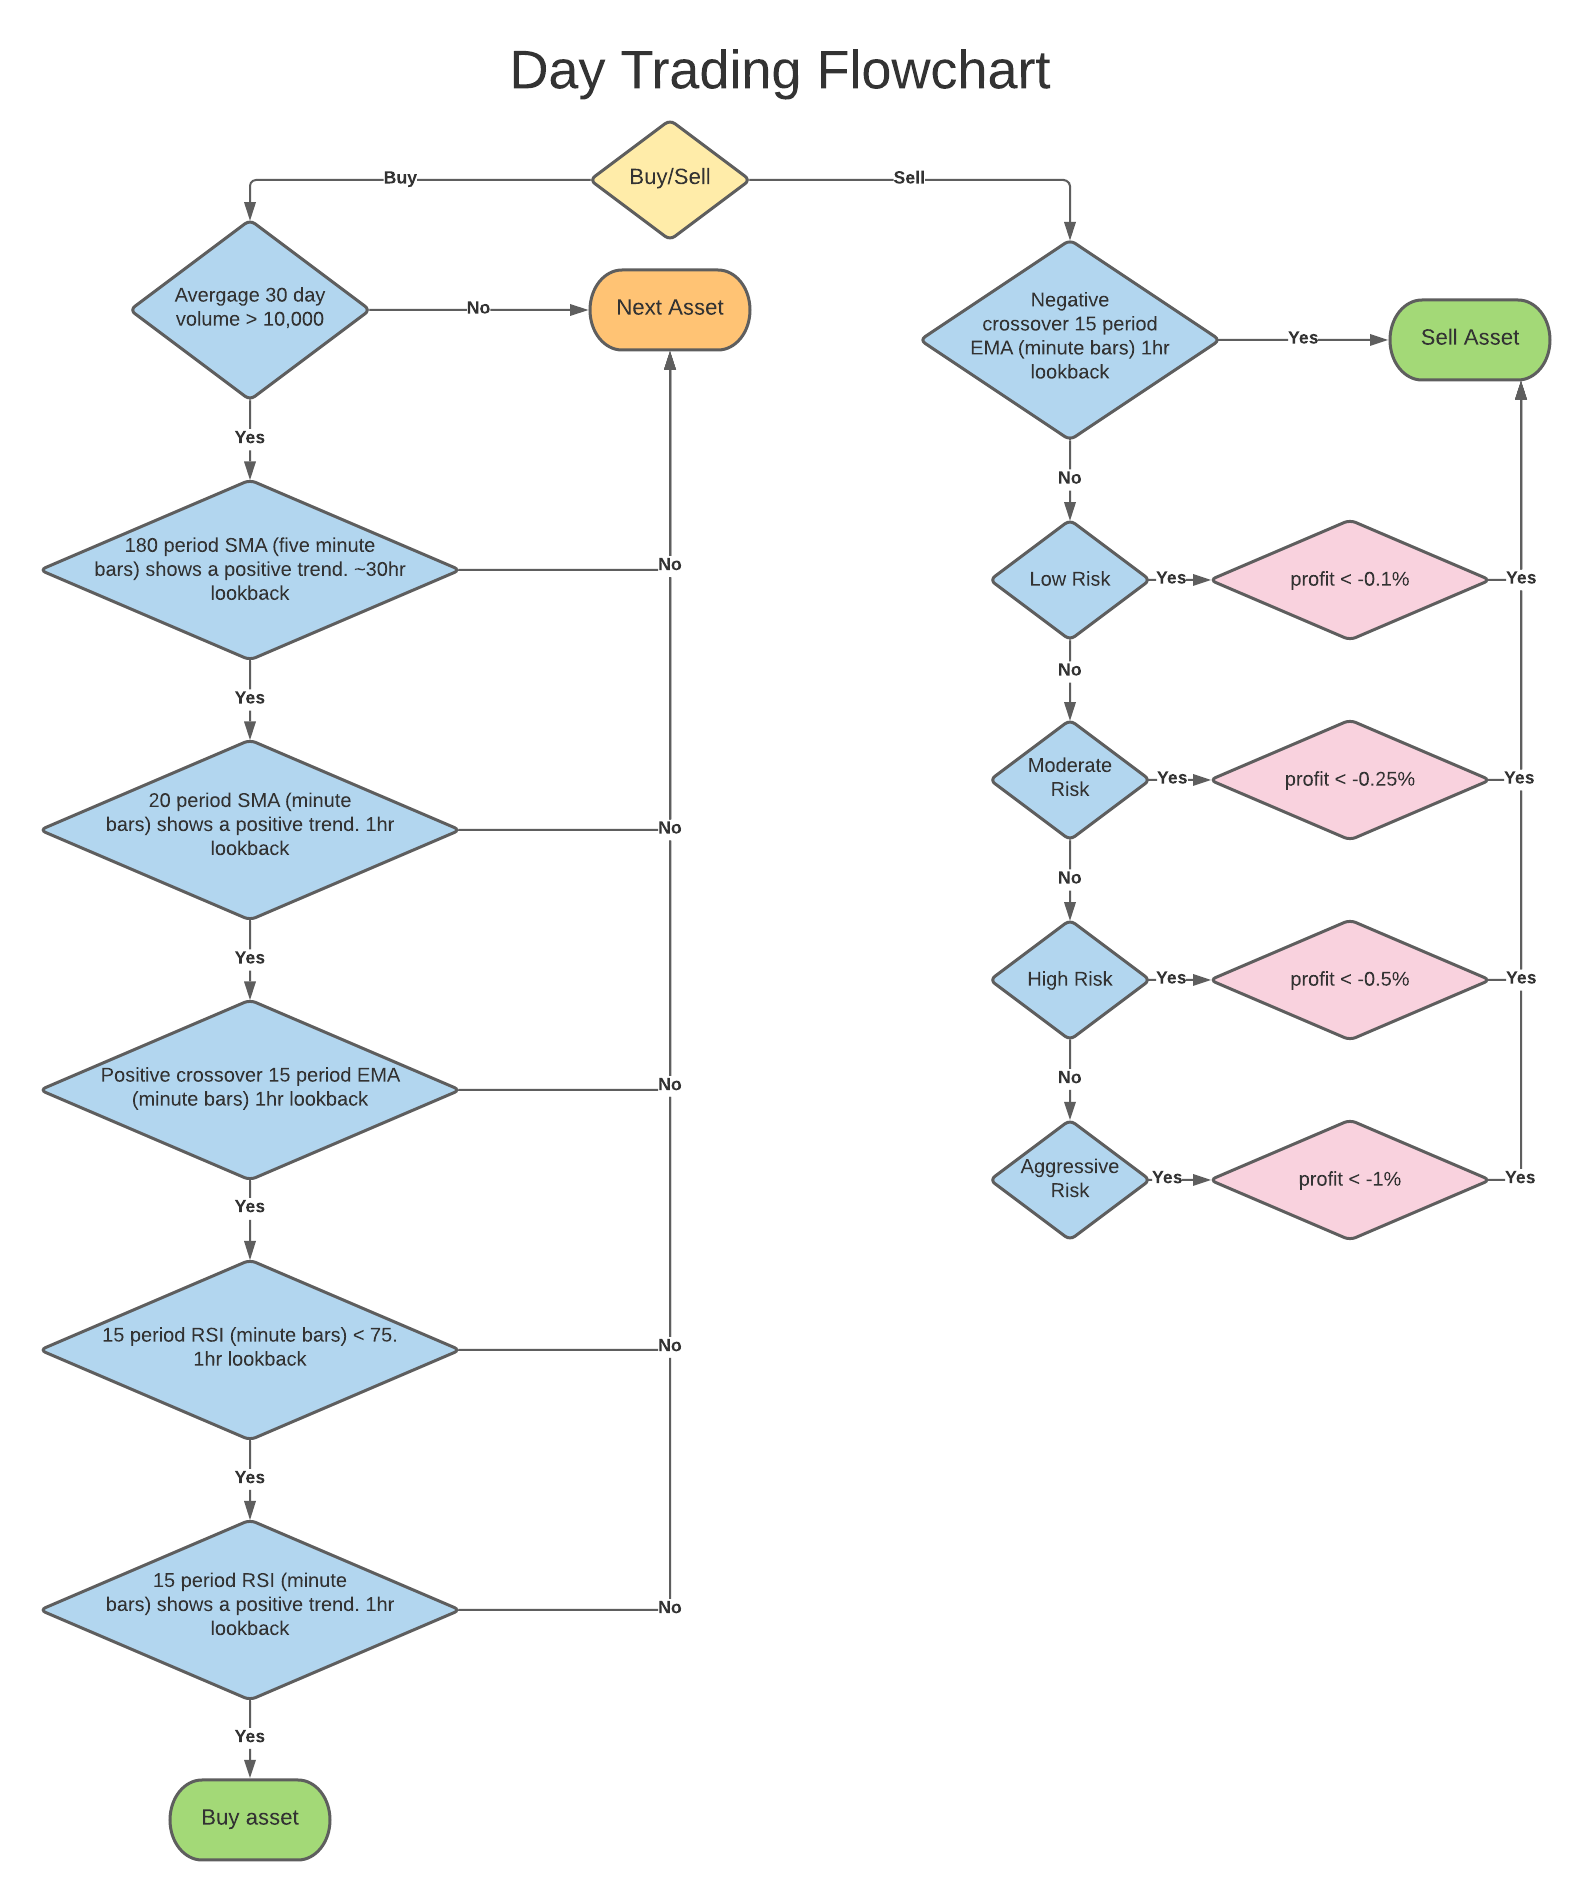 Day Trading Flowchart
Buy/Sell
Buy
Sell
Avergage 30 day
volume > 10,000
No
Next Asset
Yes
180 period SMA (five minute
bars) shows a positive trend. ~30hr
lookback
No
Yes
20 period SMA (minute
bars) shows a positive trend. 1hr
lookback
No
Yes
Positive crossover 15 period EMA
(minute bars) 1hr lookback
No
Yes
15 period RSI (minute bars) < 75.
1hr lookback
No
Yes
15 period RSI (minute
bars) shows a positive trend. 1hr
lookback
No
Yes
Buy asset
Negative
crossover 15 period
EMA (minute bars) 1hr
lookback
Yes
Sell Asset
No
Low Risk
Yes
profit < -0.1%
Yes
No
Moderate
Risk
Yes
profit < -0.25%
Yes
No
High Risk
Yes
profit < -0.5%
Yes
No
Aggressive
Risk
Yes
profit < -1%
Yes